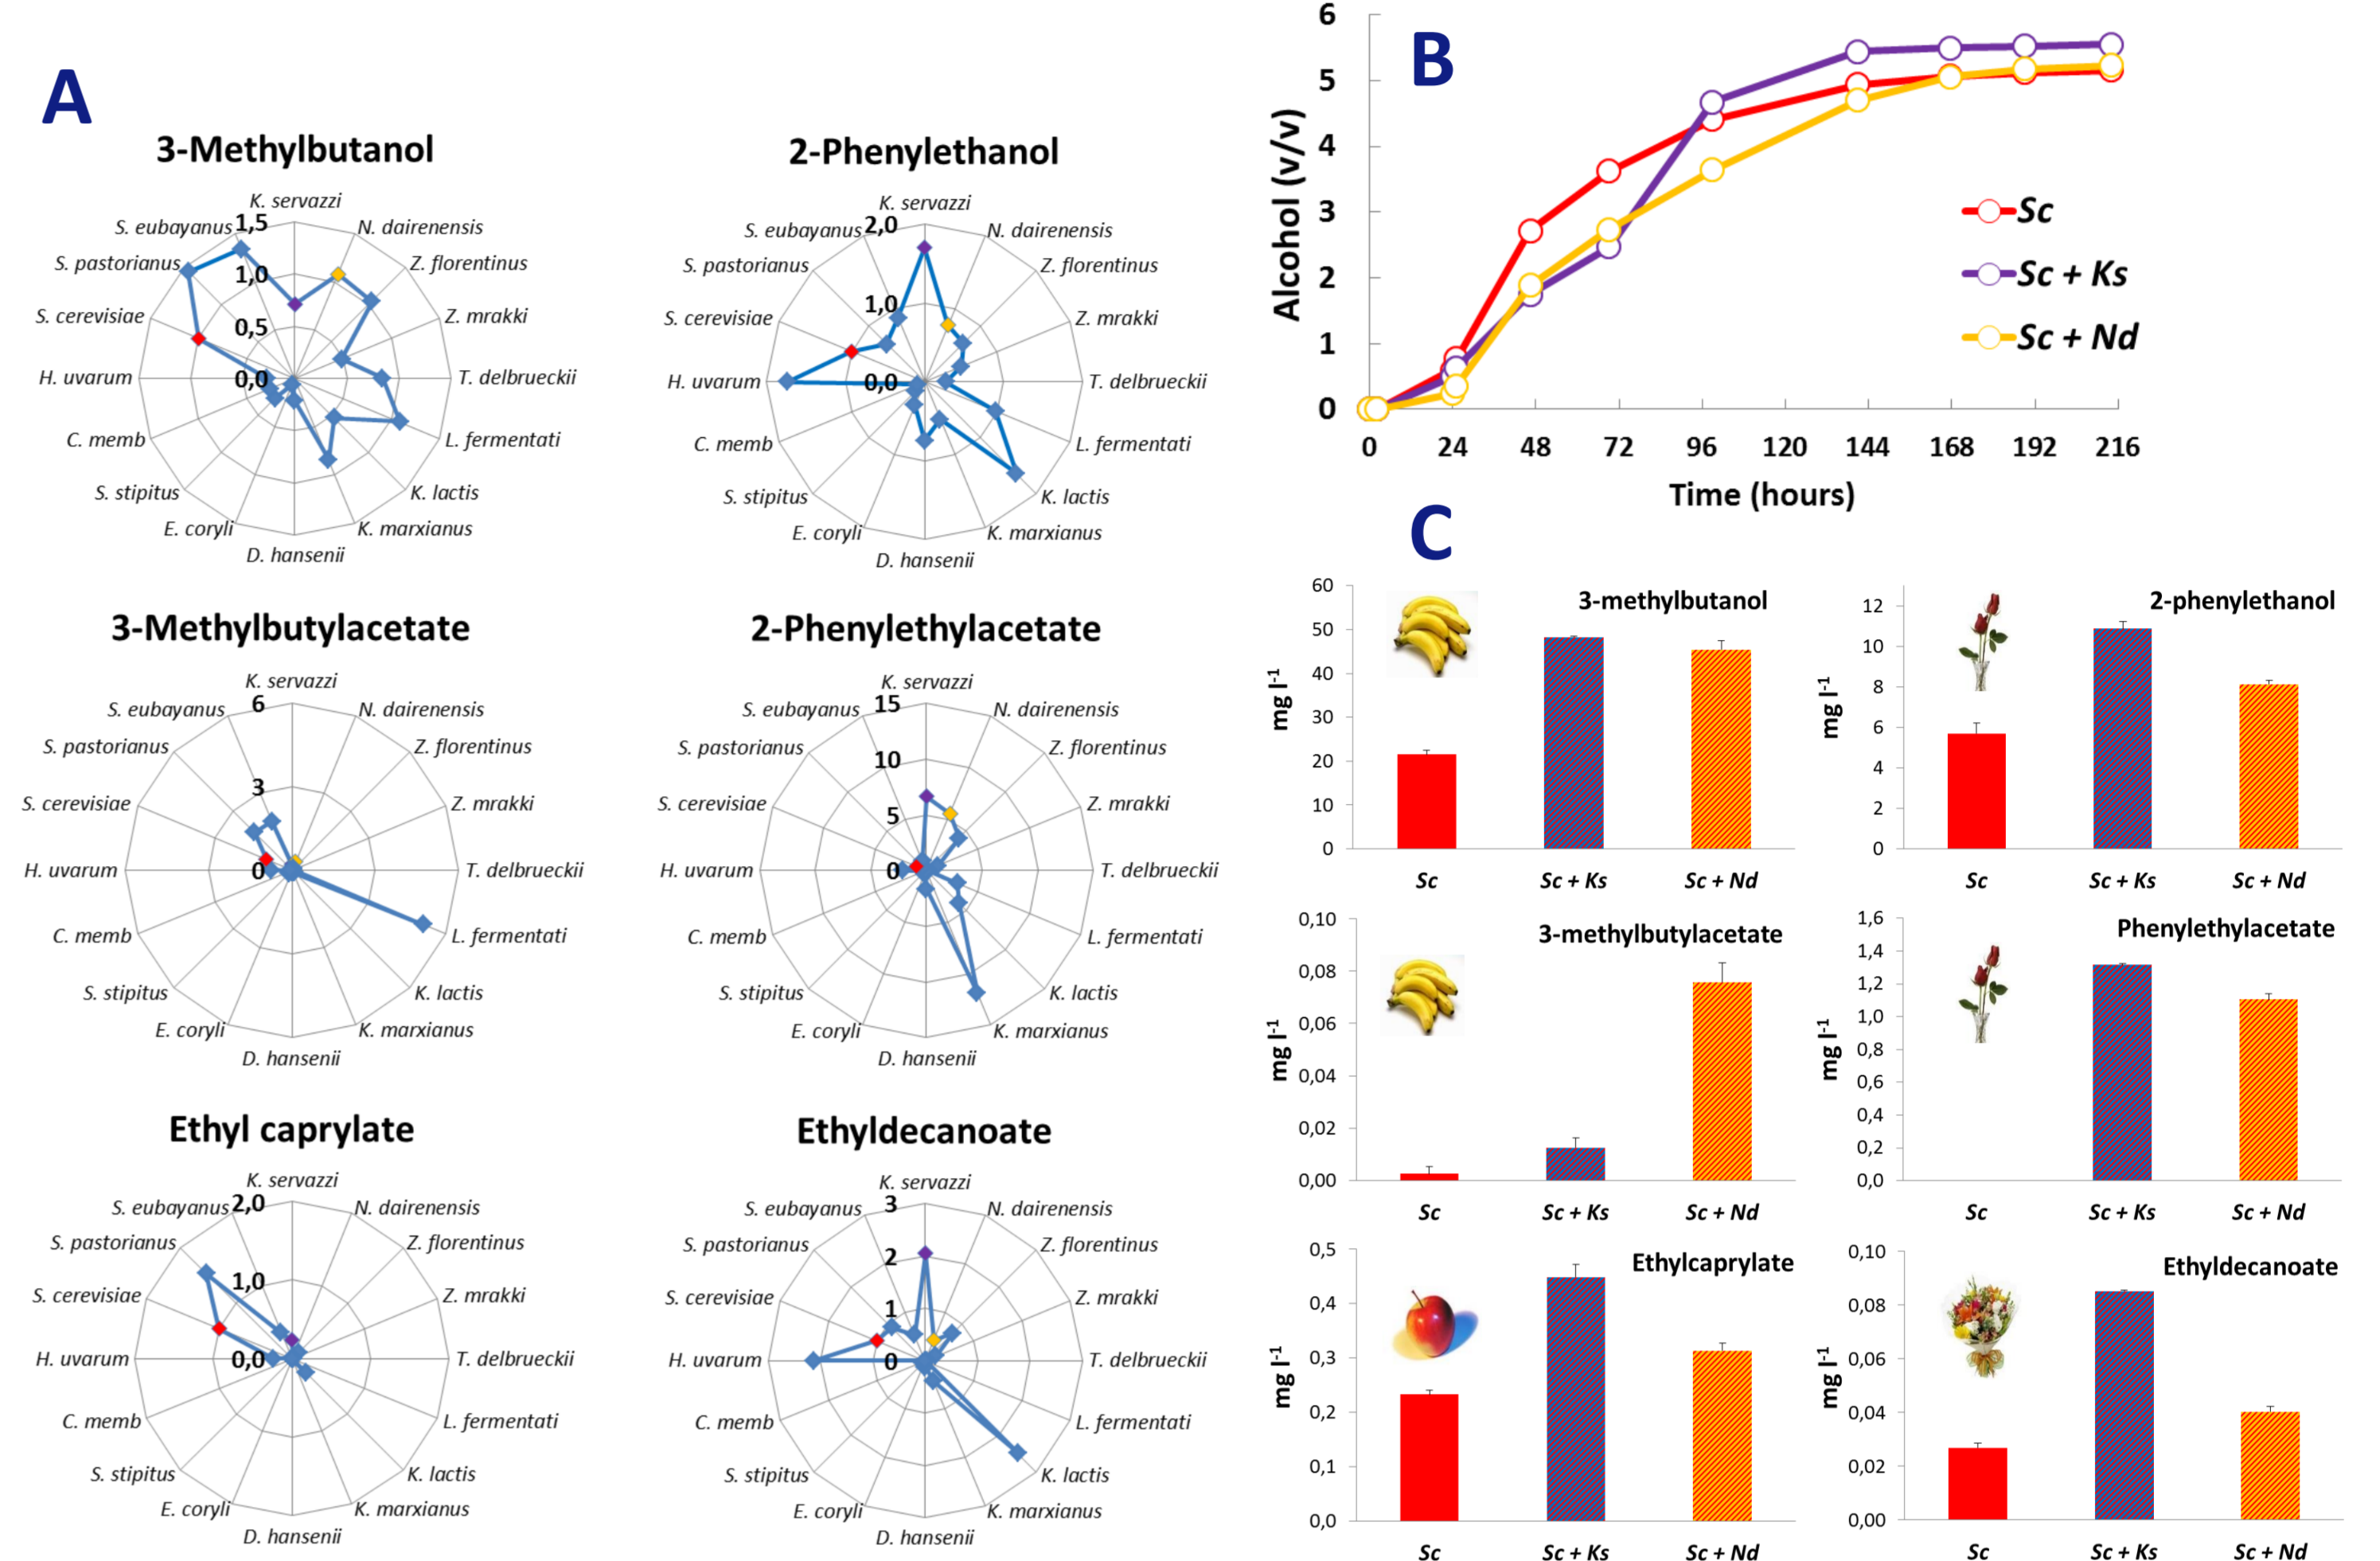 A
3-Methylbutanol
K. servazzi
N. dairenensis
Z. florentinus
Z. mrakki
T. delbrueckii
L. fermentati
K. lactis
K. marxianus
D. hansenii
E. coryli
S. stipitus
C. memb
H. uvarum
S. cerevisiae
S. pastorianus
S. eubayanus
1,5
1,0
0,5
0,0
2-Phenylethanol
K. servazzi
N. dairenensis
Z. florentinus
Z. mrakki
T. delbrueckii
L. fermentati
K. lactis
K. marxianus
D. hansenii
E. coryli
S. stipitus
C. memb
H. uvarum
S. cerevisiae
S. pastorianus
S. eubayanus
2,0
1,0
0,0
3-Methylbutylacetate
K. servazzi
N. dairenensis
Z. florentinus
Z. mrakki
T. delbrueckii
L. fermentati
K. lactis
K. marxianus
D. hansenii
E. coryli
S. stipitus
C. memb
H. uvarum
S. cerevisiae
S. pastorianus
S. eubayanus
6
3
0
2-Phenylethylacetate
K. servazzi
N. dairenensis
Z. florentinus
Z. mrakki
T. delbrueckii
L. fermentati
K. lactis
K. marxianus
D. hansenii
E. coryli
S. stipitus
C. memb
H. uvarum
S. cerevisiae
S. pastorianus
S. eubayanus
15
10
5
0
Ethyl caprylate
K. servazzi
N. dairenensis
Z. florentinus
Z. mrakki
T. delbrueckii
L. fermentati
K. lactis
K. marxianus
D. hansenii
E. coryli
S. stipitus
C. memb
H. uvarum
S. cerevisiae
S. pastorianus
S. eubayanus
2,0
1,0
0,0
Ethyldecanoate
K. servazzi
N. dairenensis
Z. florentinus
Z. mrakki
T. delbrueckii
L. fermentati
K. lactis
K. marxianus
D. hansenii
E. coryli
S. stipitus
C. memb
H. uvarum
S. cerevisiae
S. pastorianus
S. eubayanus
3
2
1
0
B
Alcohol (v/v)
6
5
4
3
2
1
0
0 24 48 72 96 120 144 168 192 216
Time (hours)
Sc
Sc + Ks
Sc + Nd
C
3-methylbutanol
mg l-1
60
50
40
30
20
10
0
Sc Sc + Ks Sc + Nd
2-phenylethanol
mg l-1
12
10
8
6
4
2
0
Sc Sc + Ks Sc + Nd
3-methylbutylacetate
mg l-1
0,10
0,08
0,06
0,04
0,02
0,00
Sc Sc + Ks Sc + Nd
Phenylethylacetate
mg l-1
1,6
1,4
1,2
1,0
0,8
0,6
0,4
0,2
0,0
Sc Sc + Ks Sc + Nd
Ethylcaprylate
mg l-1
0,5
0,4
0,3
0,2
0,1
0,0
Sc Sc + Ks Sc + Nd
Ethyldecanoate
mg l-1
0,10
0,08
0,06
0,04
0,02
0,00
Sc Sc + Ks Sc + Nd